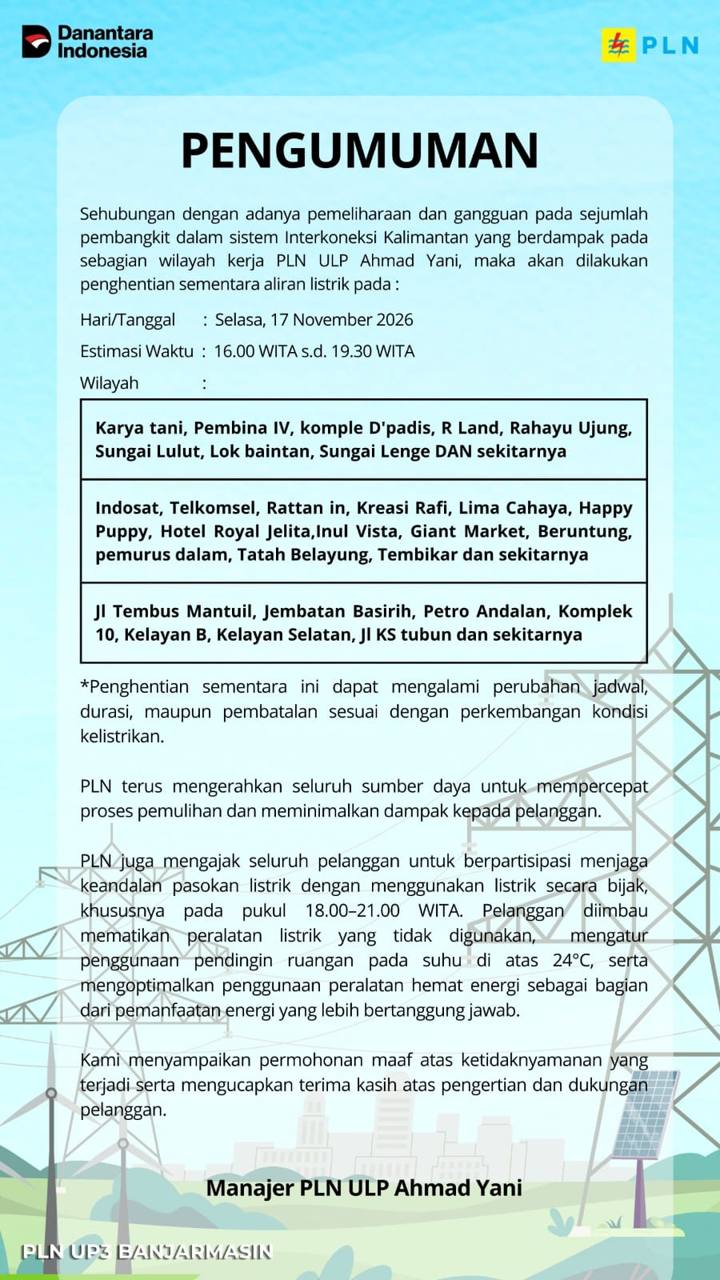 Danantara
Indonesia
PLN
PENGUMUMAN
Sehubungan dengan adanya pemeliharaan dan gangguan pada sejumlah
pembangkit dalam sistem Interkoneksi Kalimantan yang berdampak pada
sebagian wilayah kerja PLN ULP Ahmad Yani, maka akan dilakukan
penghentian sementara aliran listrik pada :
Hari/Tanggal : Selasa, 17 November 2026
Estimasi Waktu : 16.00 WITA s.d. 19.30 WITA
Wilayah :
Karya tani, Pembina IV, komple D'padis, R Land, Rahayu Ujung,
Sungai Lulut, Lok baintan, Sungai Lenge DAN sekitarnya
Indosat, Telkomsel, Rattan in, Kreasi Rafi, Lima Cahaya, Happy
Puppy, Hotel Royal Jelita,Inul Vista, Giant Market, Beruntung,
pemurus dalam, Tatah Belayung, Tembikar dan sekitarnya
Jl Tembus Mantuil, Jembatan Basirih, Petro Andalan, Komplek
10, Kelayan B, Kelayan Selatan, Jl KS tubun dan sekitarnya
*Penghentian sementara ini dapat mengalami perubahan jadwal,
durasi, maupun pembatalan sesuai dengan perkembangan kondisi
kelistrikan.
PLN terus mengerahkan seluruh sumber daya untuk mempercepat
proses pemulihan dan meminimalkan dampak kepada pelanggan.
PLN juga mengajak seluruh pelanggan untuk berpartisipasi menjaga
keandalan pasokan listrik dengan menggunakan listrik secara bijak,
khususnya pada pukul 18.00–21.00 WITA. Pelanggan diimbau
mematikan peralatan listrik yang tidak digunakan, mengatur
penggunaan pendingin ruangan pada suhu di atas 24°C, serta
mengoptimalkan penggunaan peralatan hemat energi sebagai bagian
dari pemanfaatan energi yang lebih bertanggung jawab.
Kami menyampaikan permohonan maaf atas ketidaknyamanan yang
terjadi serta mengucapkan terima kasih atas pengertian dan dukungan
pelanggan.
Manajer PLN ULP Ahmad Yani
PLN UP3 BANJARMASIN